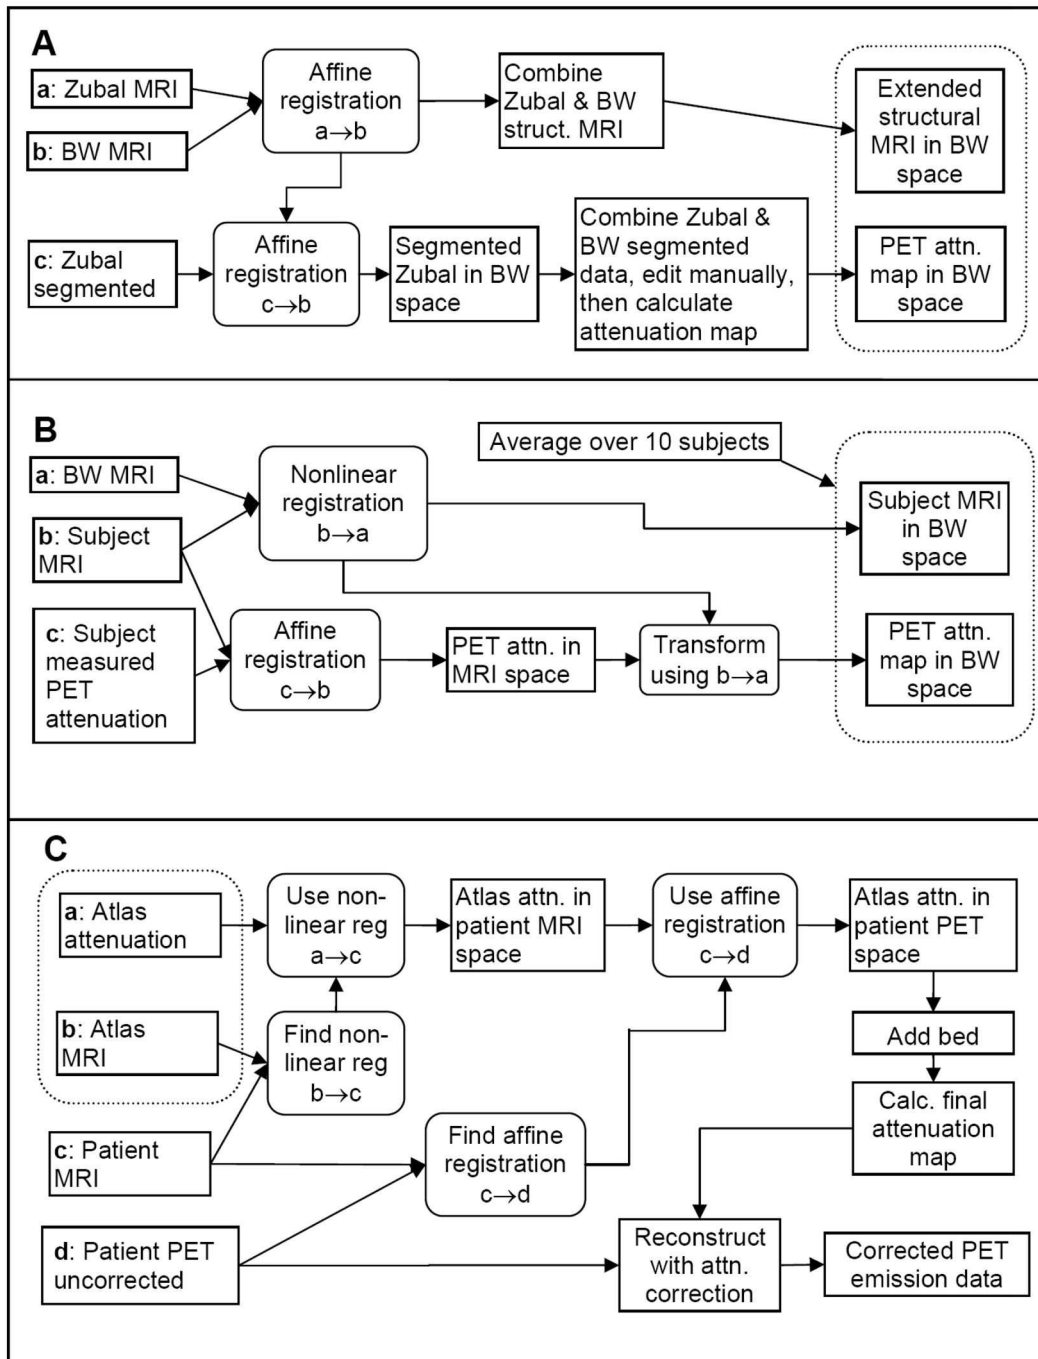 A
a: Zubal MRI
b: BW MRI
Affine
registration
a→b
Combine
Zubal & BW
struct. MRI
Extended
structural
MRI in BW
space
c: Zubal
segmented
Affine
registration
c→b
Segmented
Zubal in BW
space
Combine Zubal &
BW segmented
data, edit manually,
then calculate
attenuation map
PET attn.
map in BW
space
B
a: BW MRI
b: Subject
MRI
c: Subject
measured
PET
attenuation
Nonlinear
registration
b→a
Average over 10 subjects
Subject MRI
in BW
space
Affine
registration
c→b
PET attn. in
MRI space
Transform
using b→a
PET attn.
map in BW
space
C
a: Atlas
attenuation
Use non-
linear reg
a→c
Atlas attn. in
patient MRI
space
Use affine
registration
c→d
Atlas attn. in
patient PET
space
b: Atlas
MRI
Find non-
linear reg
b→c
Add bed
c: Patient
MRI
Find affine
registration
c→d
Calc. final
attenuation
map
d: Patient PET
uncorrected
Reconstruct
with attn.
correction
Corrected PET
emission data